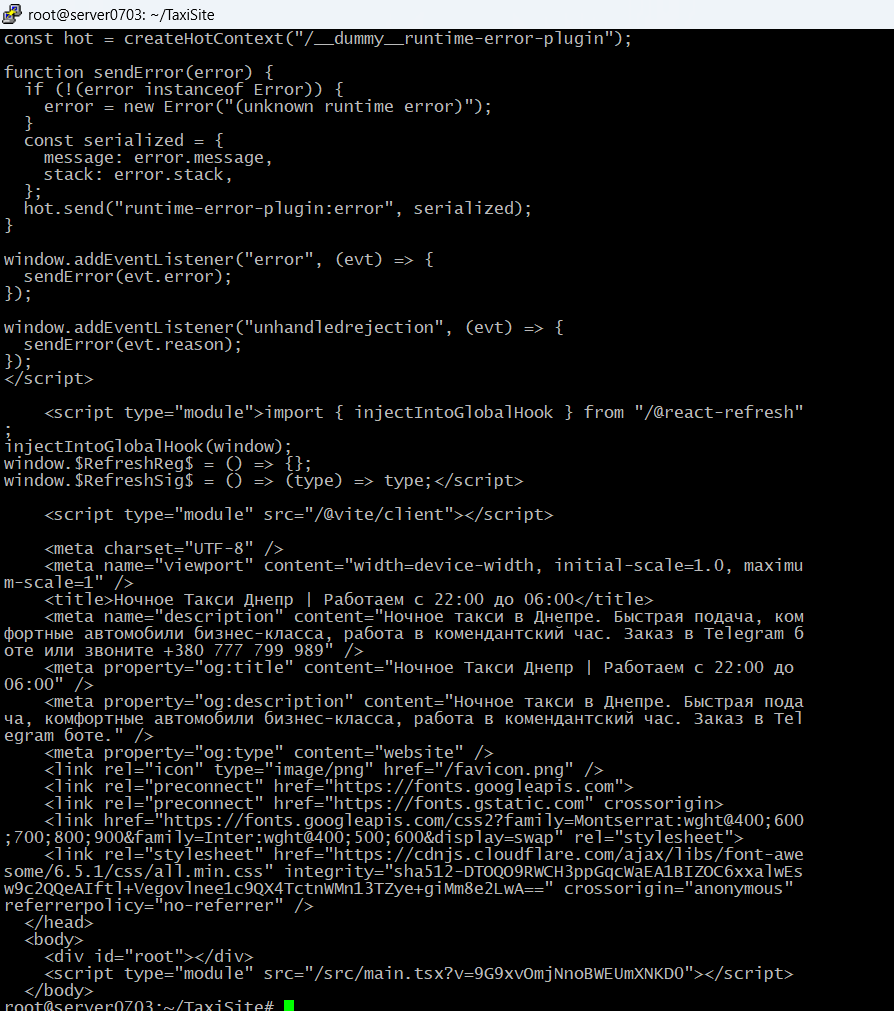 root@server0703: ~/TaxiSite
const hot = createHotContext("/__dummy__runtime-error-plugin");
function sendError(error) {
  if (!(error instanceof Error)) {
    error = new Error("(unknown runtime error)");
  }
  const serialized = {
    message: error.message,
    stack: error.stack,
  };
  hot.send("runtime-error-plugin:error", serialized);
}
window.addEventListener("error", (evt) => {
  sendError(evt.error);
});
window.addEventListener("unhandledrejection", (evt) => {
  sendError(evt.reason);
});
</script>
    <script type="module">import { injectIntoGlobalHook } from "/@react-refresh"
;
injectIntoGlobalHook(window);
window.$RefreshReg$ = () => {};
window.$RefreshSig$ = () => (type) => type;</script>
    <script type="module" src="/@vite/client"></script>
    <meta charset="UTF-8" />
    <meta name="viewport" content="width=device-width, initial-scale=1.0, maximu
m-scale=1" />
    <title>Ночное Такси Днепр | Работаем с 22:00 до 06:00</title>
    <meta name="description" content="Ночное такси в Днепре. Быстрая подача, ком
фортные автомобили бизнес-класса, работа в комендантский час. Заказ в Telegram б
оте или звоните +380 777 799 989" />
    <meta property="og:title" content="Ночное Такси Днепр | Работаем с 22:00 до 
06:00" />
    <meta property="og:description" content="Ночное такси в Днепре. Быстрая пода
ча, комфортные автомобили бизнес-класса, работа в комендантский час. Заказ в Tel
egram боте." />
    <meta property="og:type" content="website" />
    <link rel="icon" type="image/png" href="/favicon.png" />
    <link rel="preconnect" href="https://fonts.googleapis.com">
    <link rel="preconnect" href="https://fonts.gstatic.com" crossorigin>
    <link href="https://fonts.googleapis.com/css2?family=Montserrat:wght@400;600
;700;800;900&family=Inter:wght@400;500;600&display=swap" rel="stylesheet">
    <link rel="stylesheet" href="https://cdnjs.cloudflare.com/ajax/libs/font-awe
some/6.5.1/css/all.min.css" integrity="sha512-DTOQO9RWCH3ppGqcWaEA1BIZOC6xxalwEs
w9c2QQeAIftl+Vegovlnee1c9QX4TctnWMn13TZye+giMm8e2LwA==" crossorigin="anonymous" 
referrerpolicy="no-referrer" />
  </head>
  <body>
    <div id="root"></div>
    <script type="module" src="/src/main.tsx?v=9G9xvOmjNnoBWEUmXNKDO"></script>
  </body>
root@server0703:~/TaxiSite#